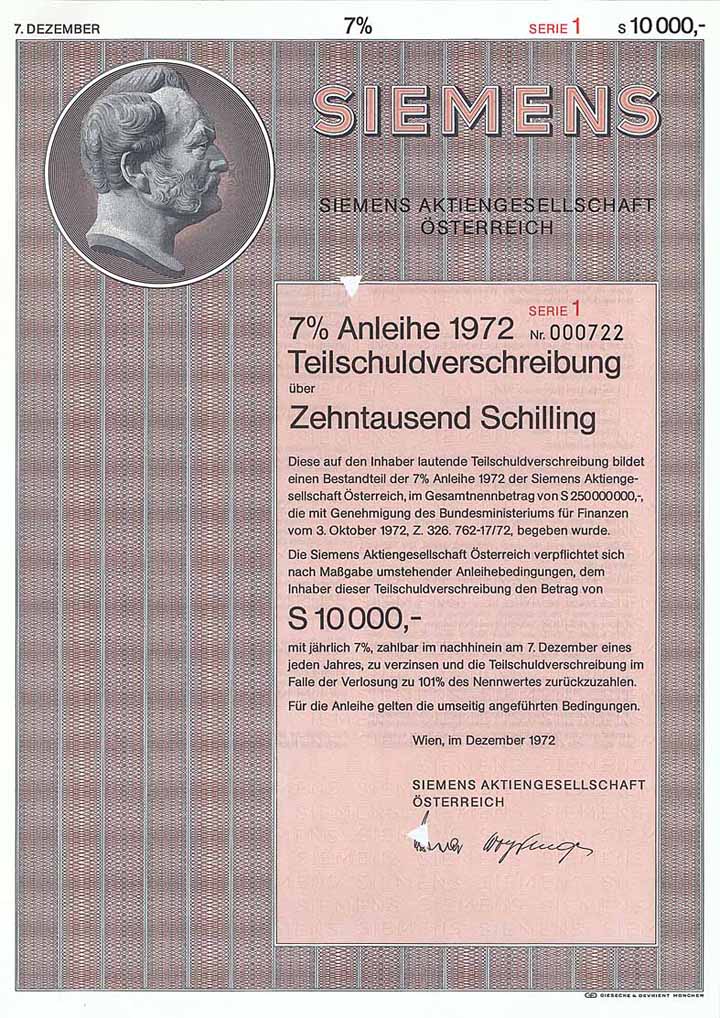 7. DEZEMBER 7% SERIE 1 S 10 000,-
SIEMENS
SIEMENS AKTIENGESELLSCHAFT
ÖSTERREICH
SERIE 1
7% Anleihe 1972 Nr. 000722
Teilschuldverschreibung
über
Zehntausend Schilling
Diese auf den Inhaber lautende Teilschuldverschreibung bildet
einen Bestandteil der 7% Anleihe 1972 der Siemens Aktienge-
sellschaft Österreich, im Gesamtnennbetrag von S 250 000 000,-,
die mit Genehmigung des Bundesministeriums für Finanzen
vom 3. Oktober 1972, Z. 326. 762-17/72, begeben wurde.
Die Siemens Aktiengesellschaft Österreich verpflichtet sich
nach Maßgabe umstehender Anleihebedingungen, dem
Inhaber dieser Teilschuldverschreibung den Betrag von
S 10 000,-
mit jährlich 7%, zahlbar im nachhinein am 7. Dezember eines
jeden Jahres, zu verzinsen und die Teilschuldverschreibung im
Falle der Verlosung zu 101% des Nennwertes zurückzuzahlen.
Für die Anleihe gelten die umseitig angeführten Bedingungen.
Wien, im Dezember 1972
SIEMENS AKTIENGESELLSCHAFT
ÖSTERREICH
GIESECKE & DEVRIENT MÜNCHEN